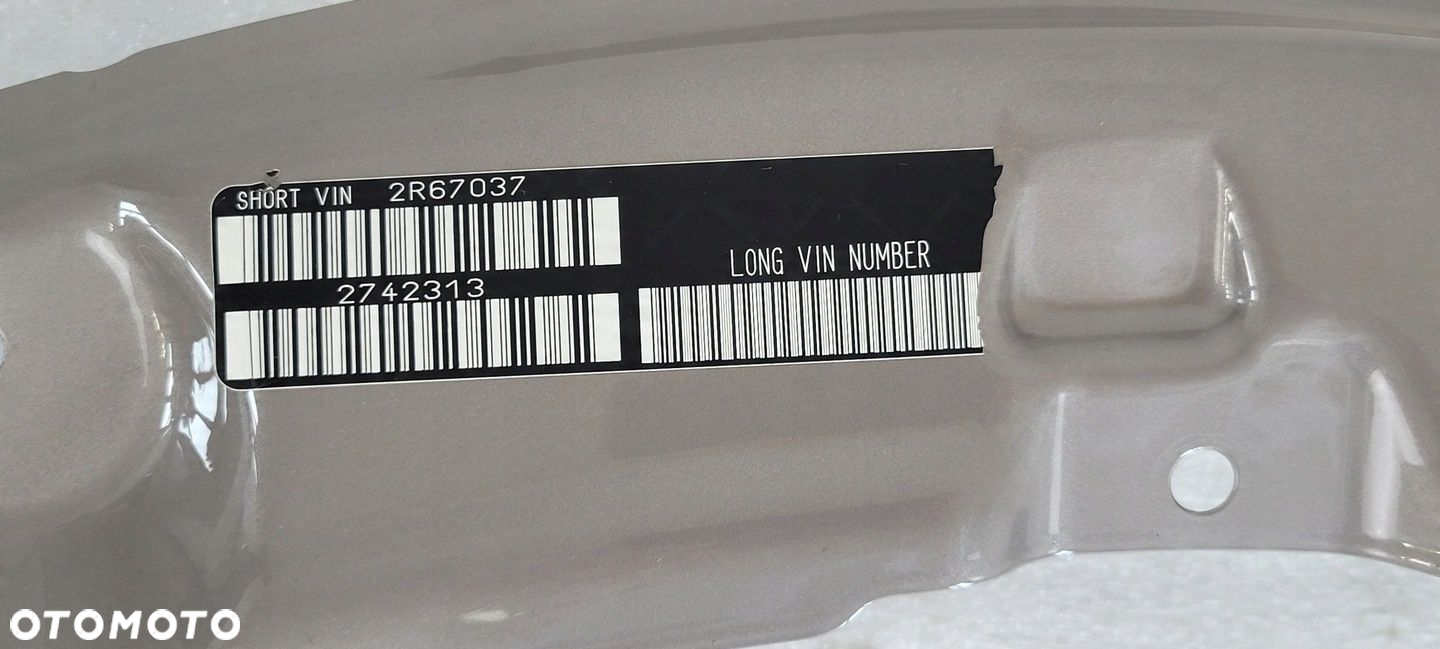 SHORT VIN 2R67037
2742313
LONG VIN NUMBER
OTOMOTO